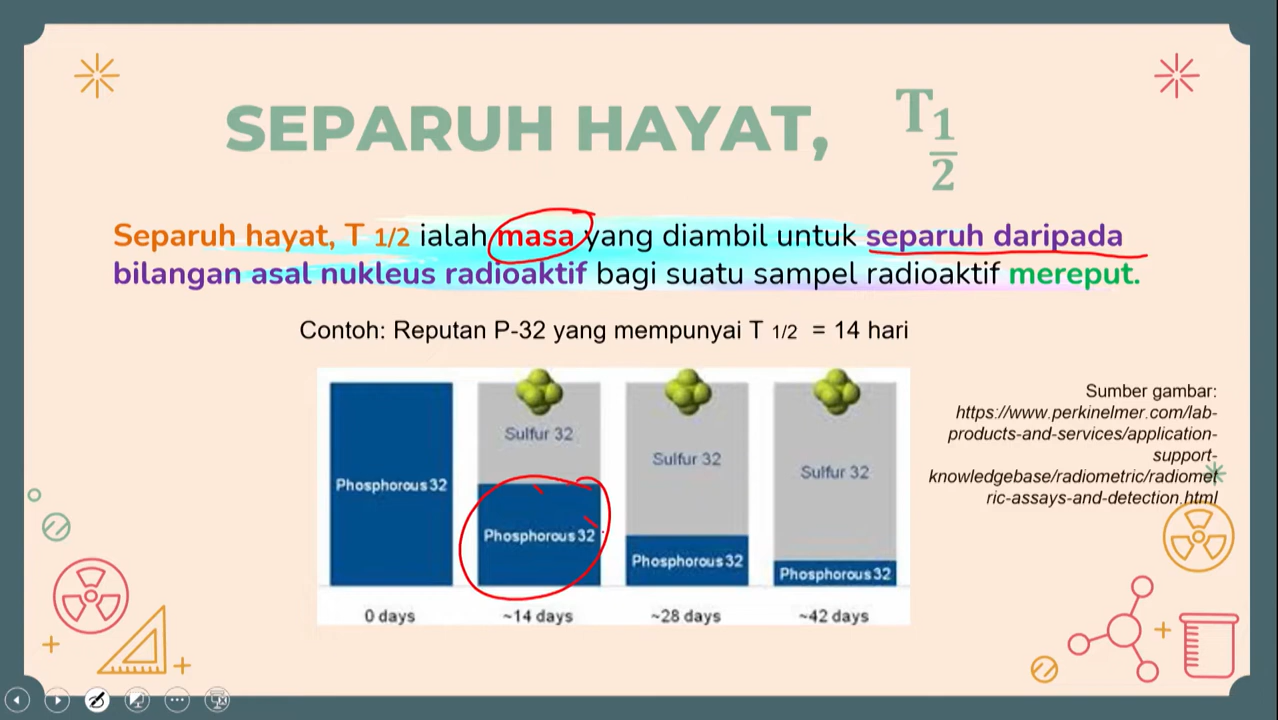 SEPARUH HAYAT, T 1/2
Separuh hayat, T 1/2 ialah masa yang diambil untuk separuh daripada
bilangan asal nukleus radioaktif bagi suatu sampel radioaktif mereput.
Contoh: Reputan P-32 yang mempunyai T 1/2 = 14 hari
Phosphorous 32
Sulfur 32
Phosphorous 32
Sulfur 32
Phosphorous 32
Sulfur 32
Phosphorous 32
0 days
~14 days
~28 days
~42 days
Sumber gambar:
https://www.perkinelmer.com/lab-
products-and-services/application-
support-
knowledgebase/radiometric/radiomet
ric-assays-and-detection.html